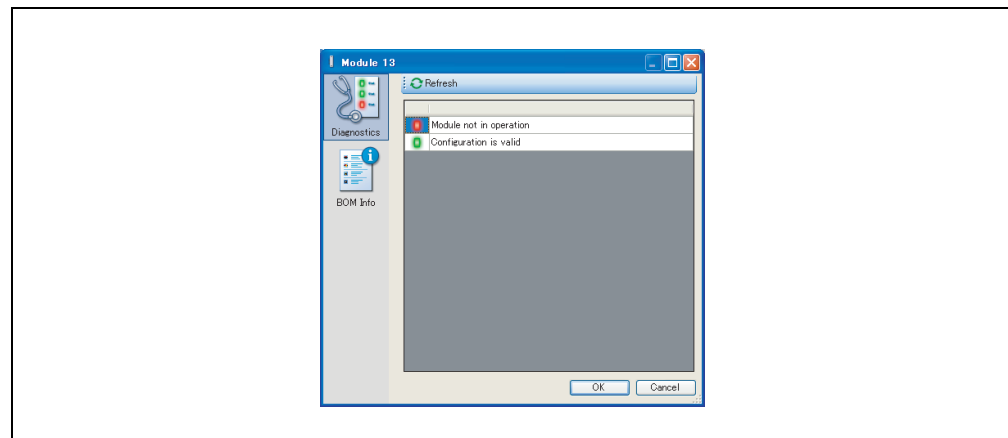 Module 13
Refresh
Diagnostics
Module not in operation
Configuration is valid
BOM Info
OK
Cancel